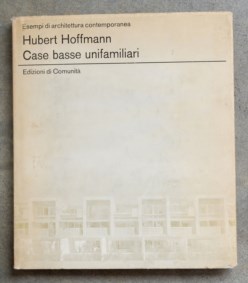 Esempi di architettura contemporanea
Hubert Hoffmann
Case basse unifamiliari
Edizioni di Comunità